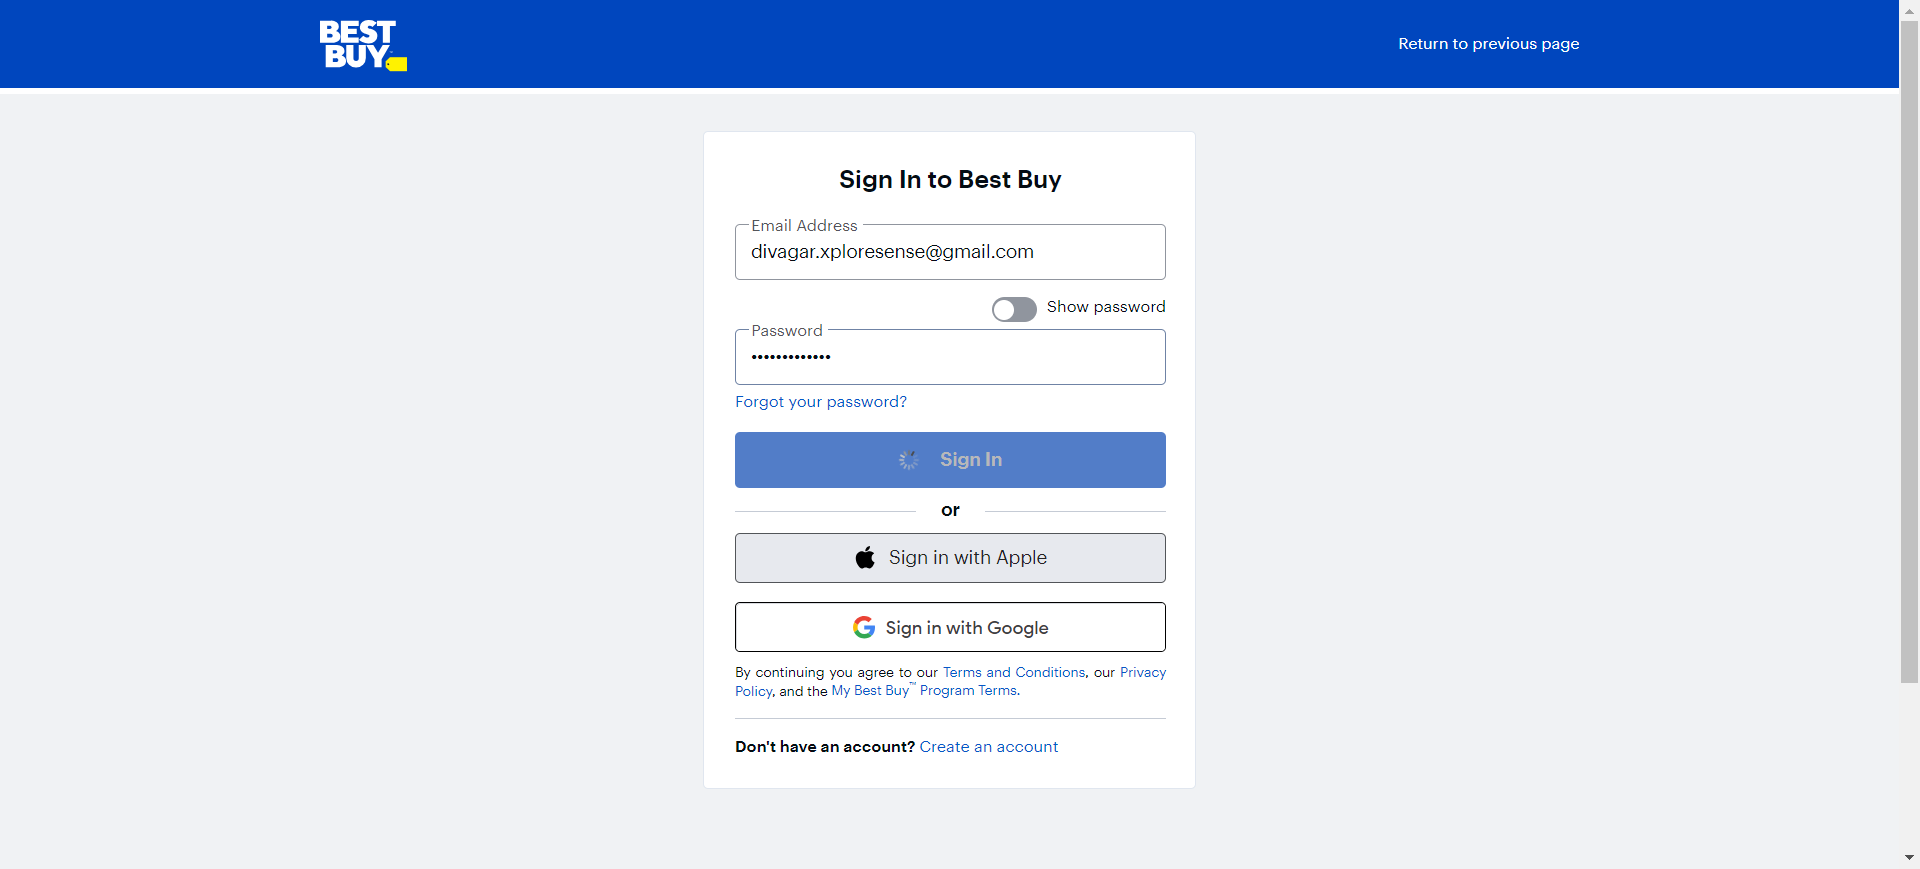 BEST
BUY
Return to previous page
Sign In to Best Buy
Email Address
divagar.xploresense@gmail.com
Show password
Password
•••••••••••••
Forgot your password?
Sign In
or
Sign in with Apple
Sign in with Google
By continuing you agree to our Terms and Conditions, our Privacy
Policy, and the My Best Buy™ Program Terms.
Don't have an account? Create an account